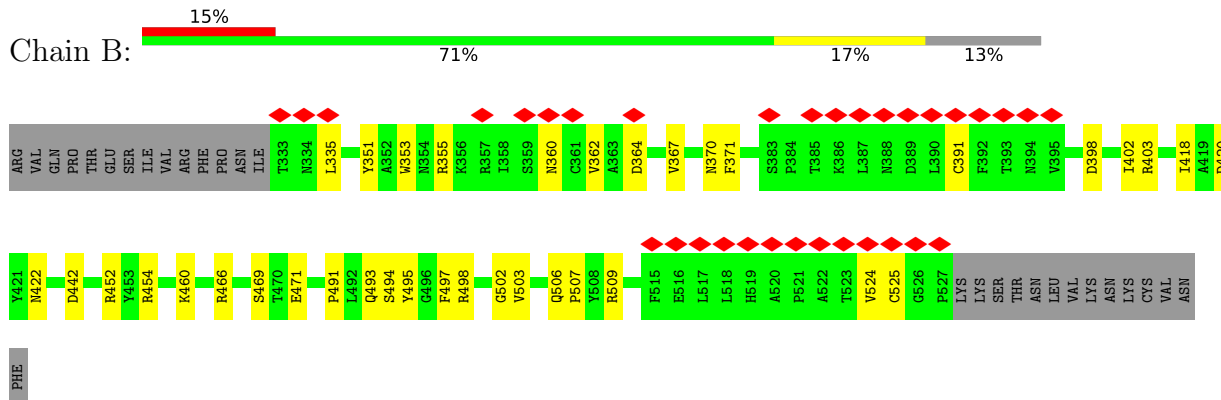 15%
Chain B:
71% 17% 13%
ARG VAL GLN PRO THR GLU SER ILE VAL ARG PHE PRO ASN ILE T333 N334 L335 Y351 A352 W353 N354 R355 K356 R357 I358 S359 N360 C361 V362 A363 D364 V367 N370 F371 S383 P384 T385 K386 L387 N388 D389 L390 C391 F392 T393 N394 V395 D398 I402 R403 I418 A419
Y421 N422 D442 R452 Y453 R454 K460 R466 S469 T470 E471 P491 L492 Q493 S494 Y495 G496 F497 R498 G502 V503 Q506 P507 Y508 R509 F515 E516 L517 L518 H519 A520 P521 A522 T523 V524 C525 G526 P527 LYS LYS SER THR ASN LEU VAL LYS ASN LYS CYS VAL ASN
PHE